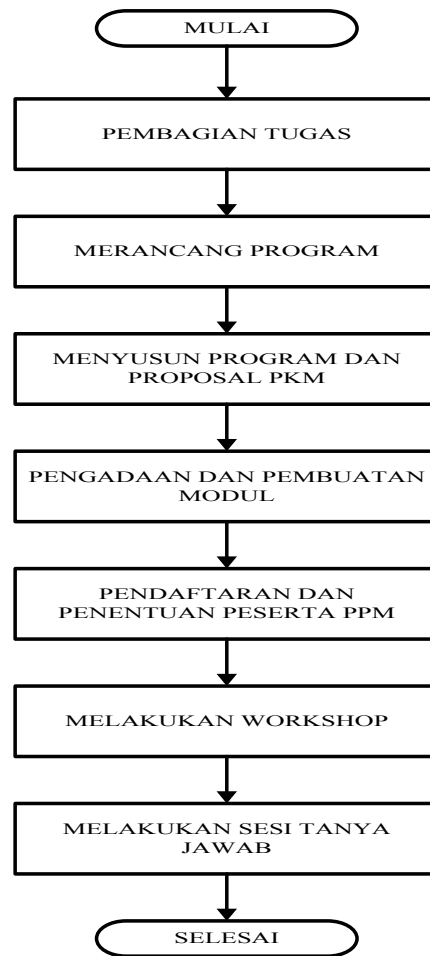 MULAI
PEMBAGIAN TUGAS
MERANCANG PROGRAM
MENYUSUN PROGRAM DAN
PROPOSAL PKM
PENGADAAN DAN PEMBUATAN
MODUL
PENDAFTARAN DAN
PENENTUAN PESERTA PPM
MELAKUKAN WORKSHOP
MELAKUKAN SESI TANYA
JAWAB
SELESAI